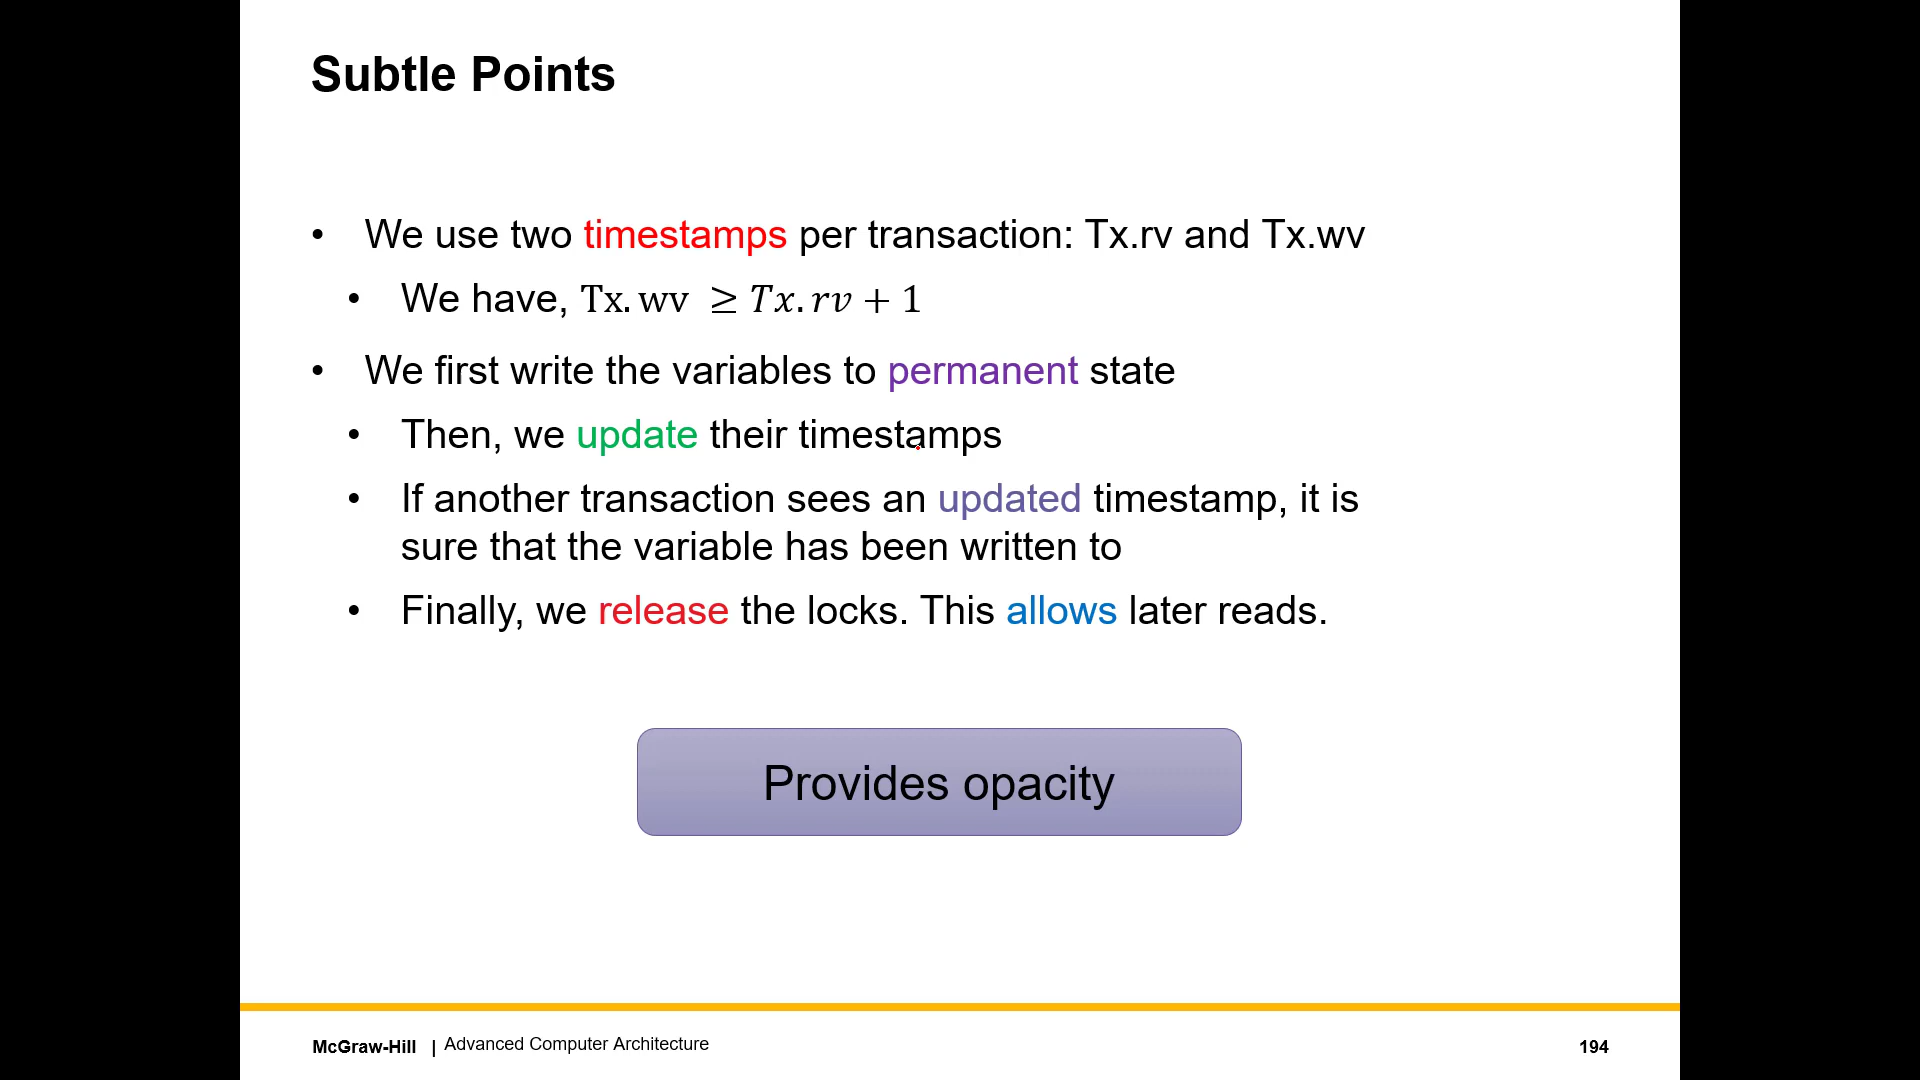 Subtle Points
• We use two timestamps per transaction: Tx.rv and Tx.wv
• We have, Tx.wv ≥ Tx.rv + 1
• We first write the variables to permanent state
• Then, we update their timestamps
• If another transaction sees an updated timestamp, it is
sure that the variable has been written to
• Finally, we release the locks. This allows later reads.
Provides opacity
McGraw-Hill | Advanced Computer Architecture 194